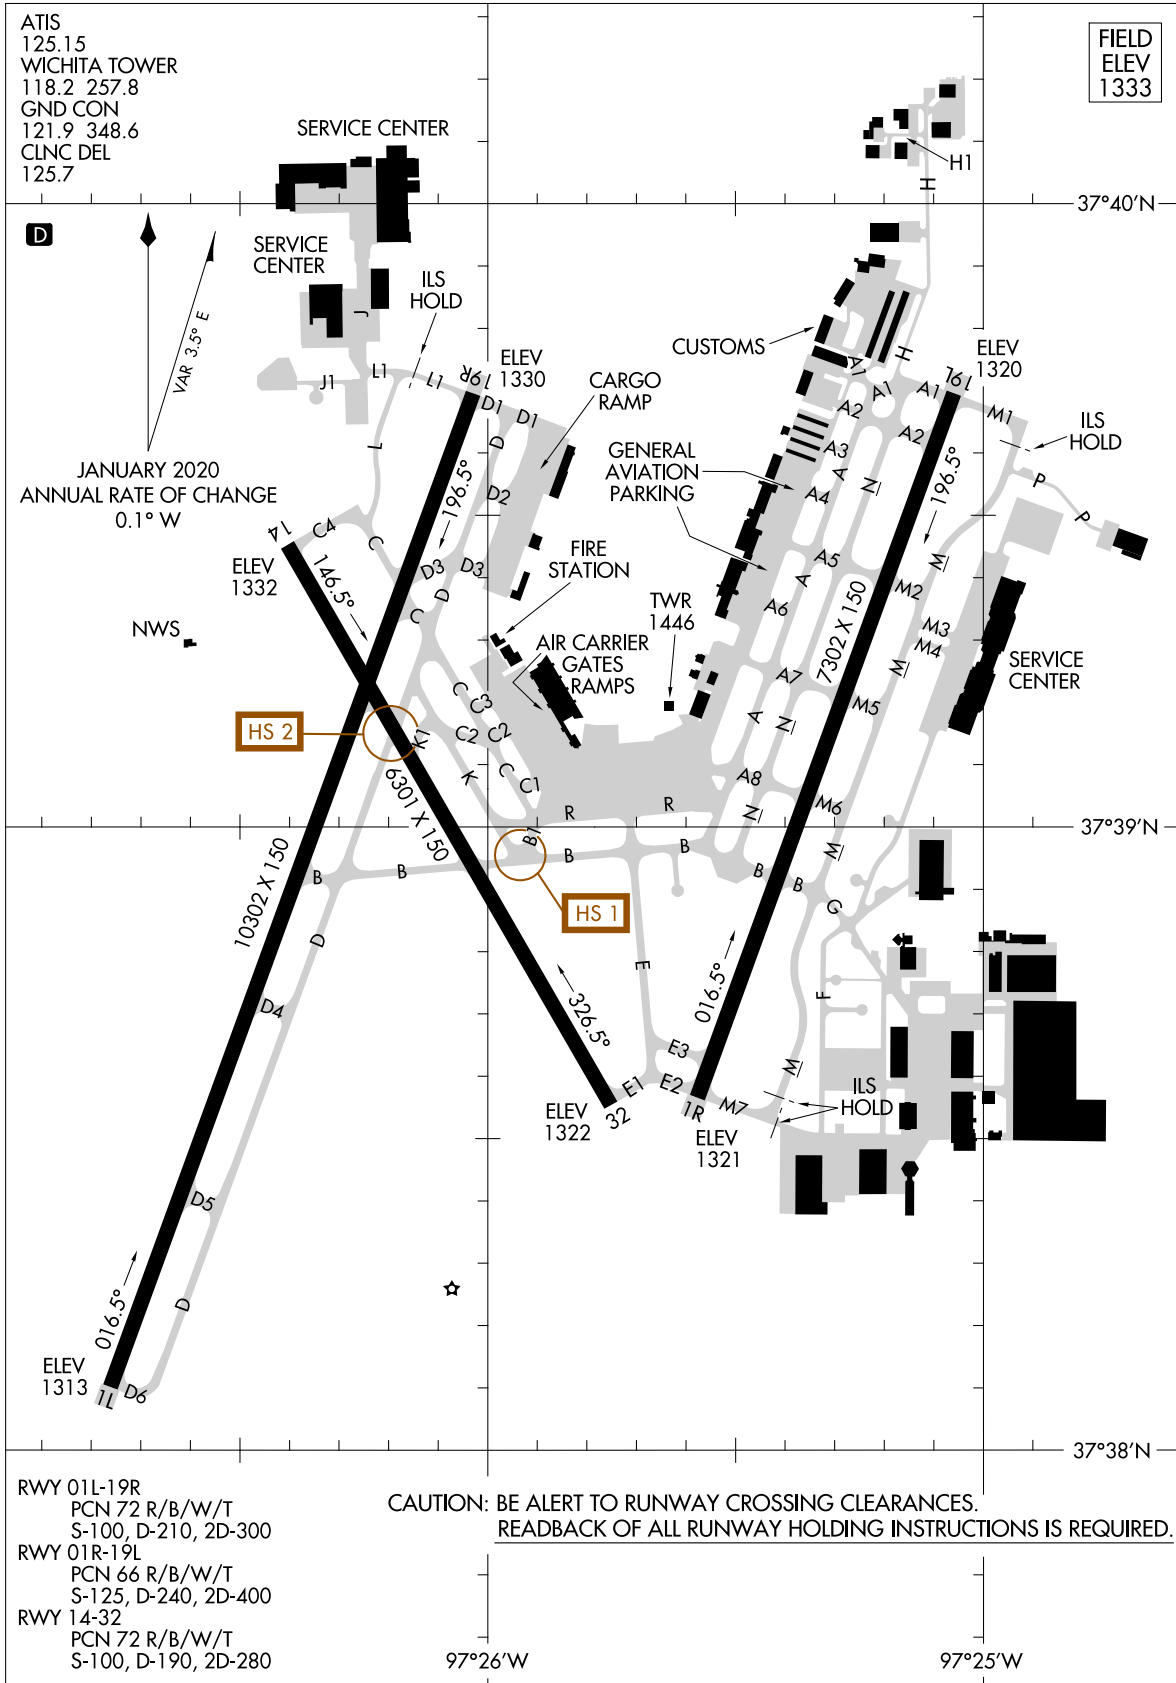 ATIS
125.15
WICHITA TOWER
118.2 257.8
GND CON
121.9 348.6
CLNC DEL
125.7
FIELD
ELEV
1333
D
SERVICE CENTER
SERVICE
CENTER
VAR 3.5° E
JANUARY 2020
ANNUAL RATE OF CHANGE
0.1° W
H1
H
37°40'N
J
ILS
HOLD
J1
L1
L1
L
19R
ELEV
1330
D1
D1
D
D2
CARGO
RAMP
CUSTOMS
GENERAL
AVIATION
PARKING
H
A1
A1
A1
A2
A2
A3
A
A4
N
19L
ELEV
1320
M1
ILS
HOLD
P
P
196.5°
196.5°
14
ELEV
1332
C4
C
146.5°
D3
D3
D
C
FIRE
STATION
A5
A
A6
M
M2
7302 X 150
NWS
TWR
1446
AIR CARRIER
GATES
RAMPS
M3
M4
M
SERVICE
CENTER
A7
M5
A
N
HS 2
K1
C
C3
C2
C2
K
C
C1
6301 X 150
A8
N
M6
M
R
R
37°39'N
B1
B
B
B
B
B
B
G
HS 1
10302 X 150
D
D4
E
326.5°
016.5°
F
E3
E2
E1
M
M7
ILS
HOLD
ELEV
1322
32
1R
ELEV
1321
D5
D
016.5°
ELEV
1313
1L
D6
37°38'N
RWY 01L-19R
PCN 72 R/B/W/T
S-100, D-210, 2D-300
RWY 01R-19L
PCN 66 R/B/W/T
S-125, D-240, 2D-400
RWY 14-32
PCN 72 R/B/W/T
S-100, D-190, 2D-280
CAUTION: BE ALERT TO RUNWAY CROSSING CLEARANCES.
READBACK OF ALL RUNWAY HOLDING INSTRUCTIONS IS REQUIRED.
97°26'W
97°25'W